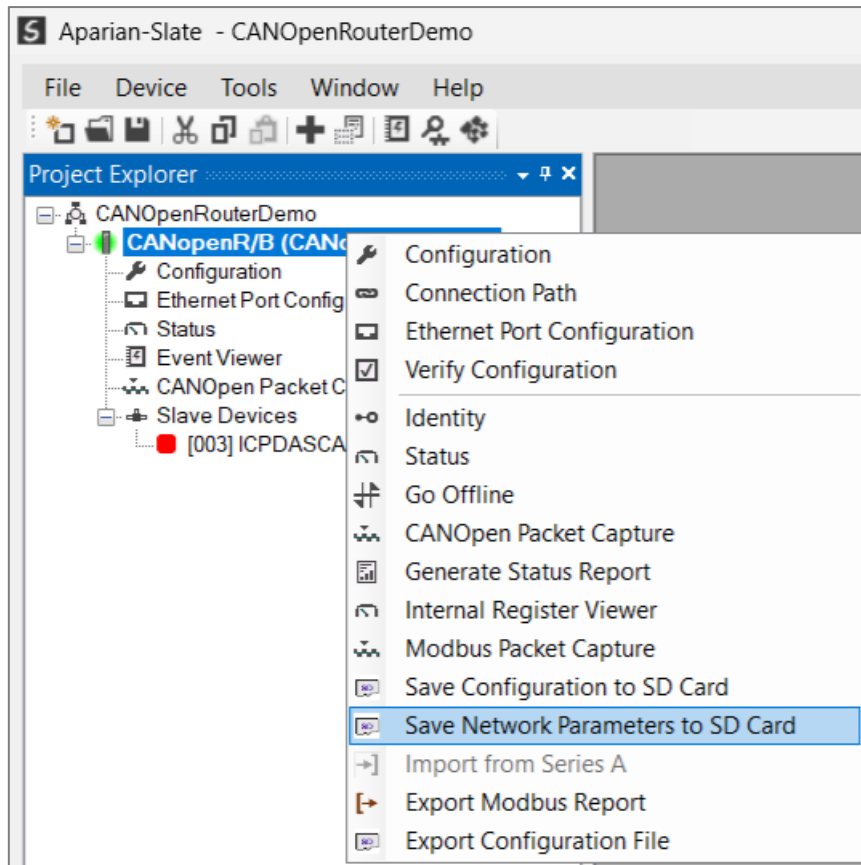 Aparian-Slate - CANOpenRouterDemo
File Device Tools Window Help
Project Explorer
CANOpenRouterDemo
CANopenR/B (CANo
Configuration
Ethernet Port Config
Status
Event Viewer
CANOpen Packet C
Slave Devices
[003] ICPDASCA
Configuration
Connection Path
Ethernet Port Configuration
Verify Configuration
Identity
Status
Go Offline
CANOpen Packet Capture
Generate Status Report
Internal Register Viewer
Modbus Packet Capture
Save Configuration to SD Card
Save Network Parameters to SD Card
Import from Series A
Export Modbus Report
Export Configuration File